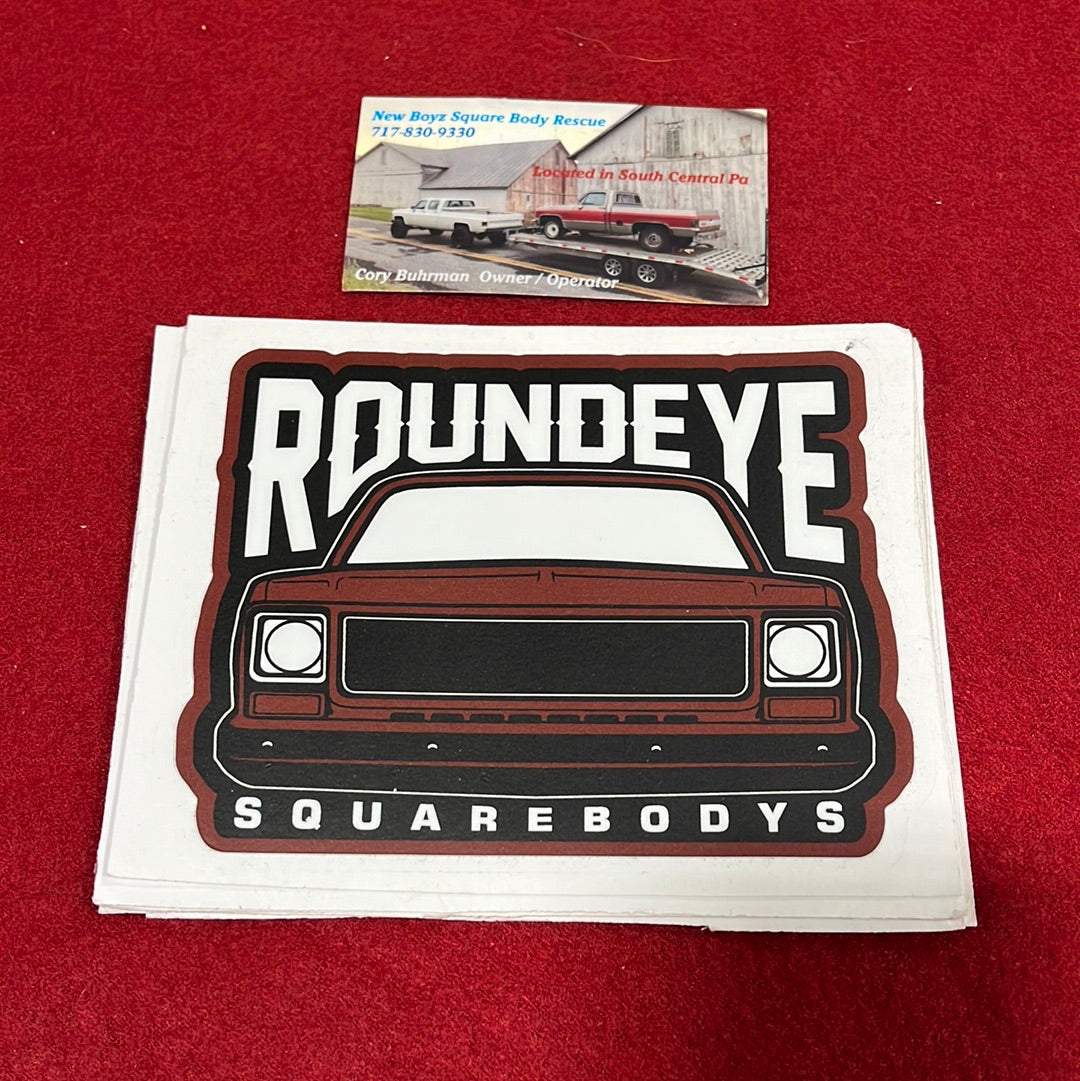 New Boyz Square Body Rescue
717-830-9330
Located in South Central Pa
Cory Buhrman Owner / Operator
ROUNDEYE
SQUAREBODYS